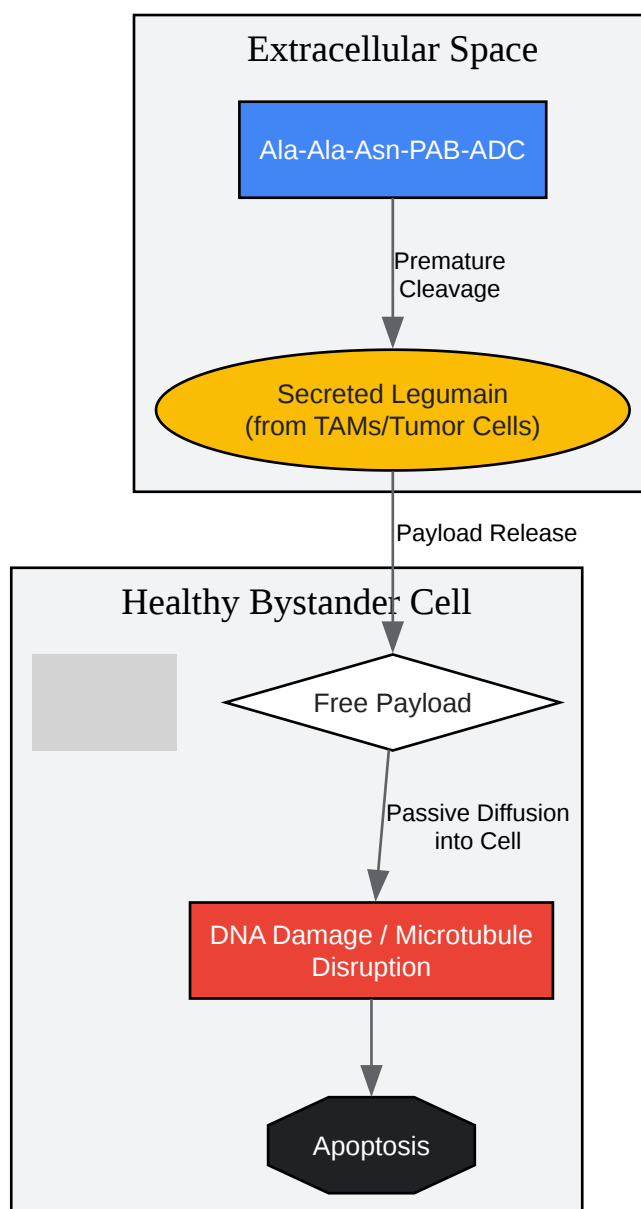 Extracellular Space
Ala-Ala-Asn-PAB-ADC
Premature
Cleavage
Secreted Legumain
(from TAMs/Tumor Cells)
Payload Release
Healthy Bystander Cell
Free Payload
Passive Diffusion
into Cell
DNA Damage / Microtubule
Disruption
Apoptosis